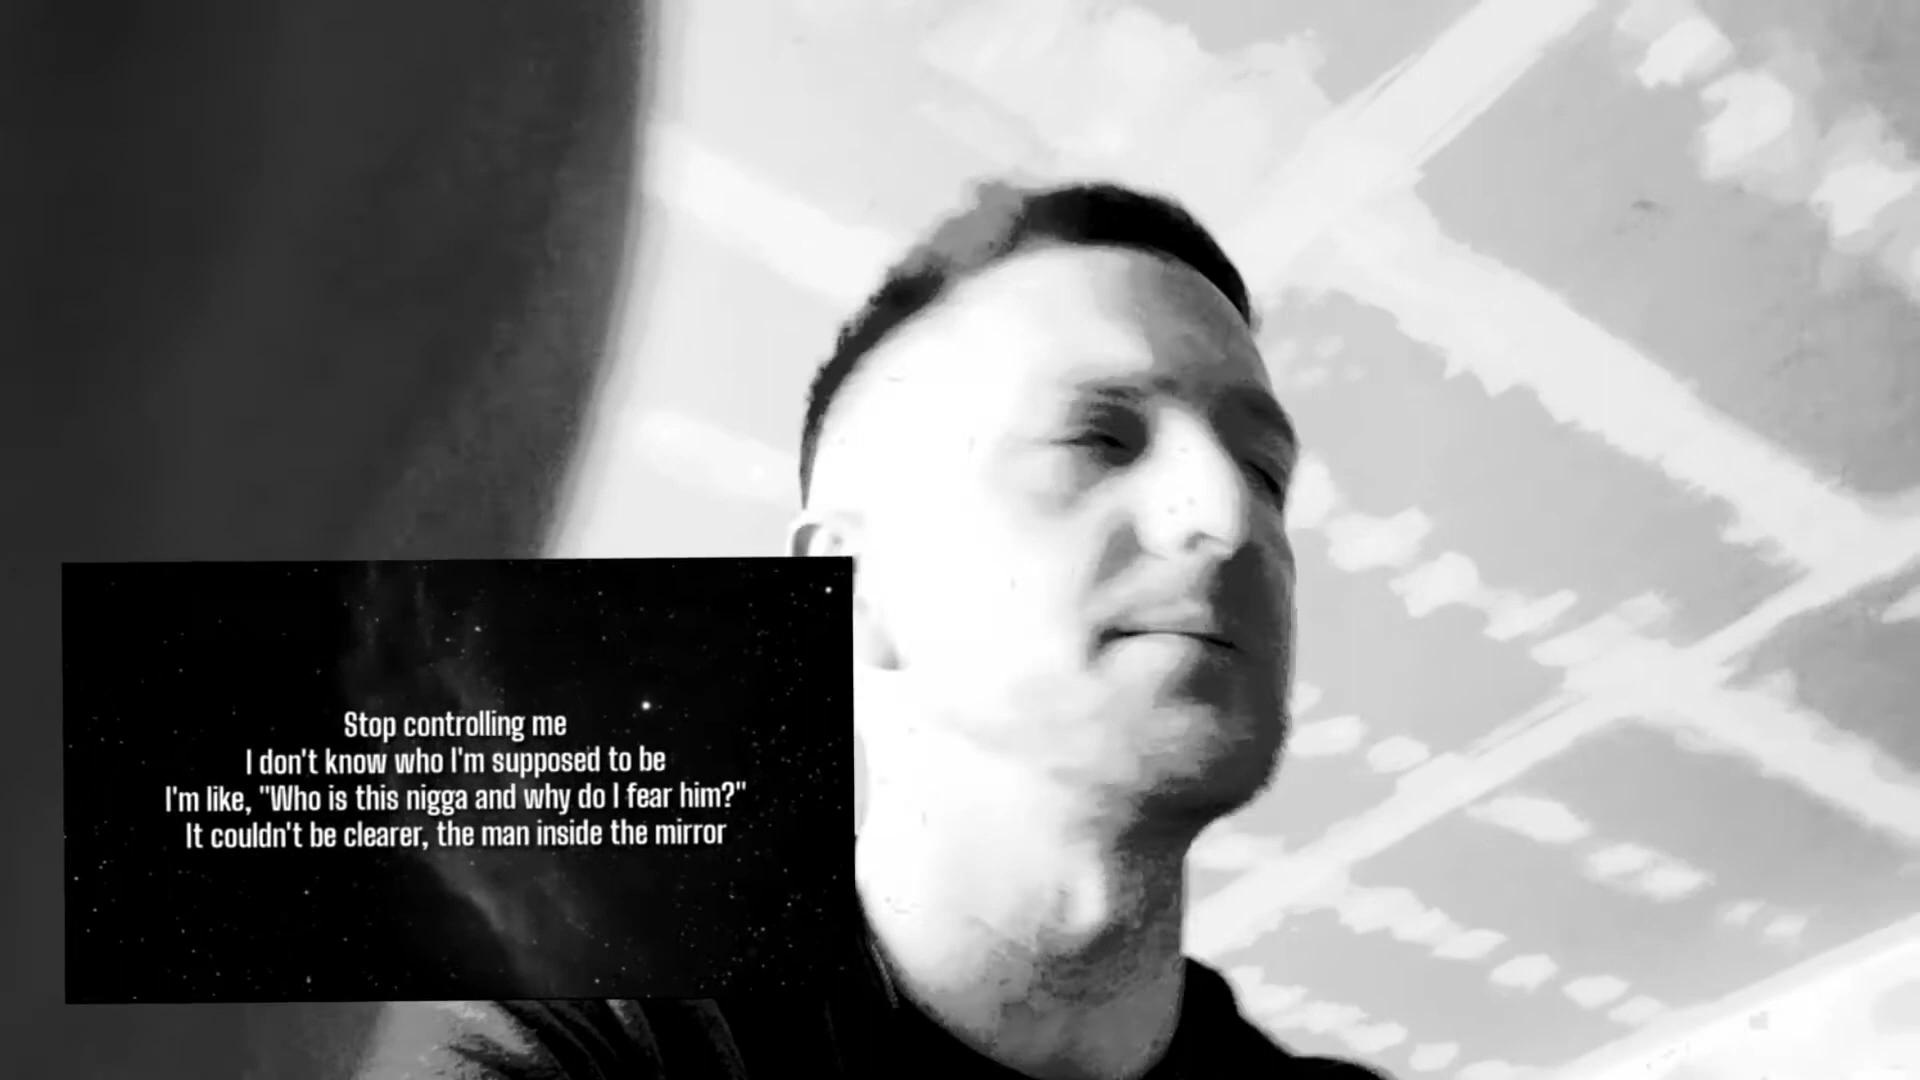 Stop controlling me
I don't know who I'm supposed to be
I'm like, "Who is this nigga and why do I fear him?"
It couldn't be clearer, the man inside the mirror